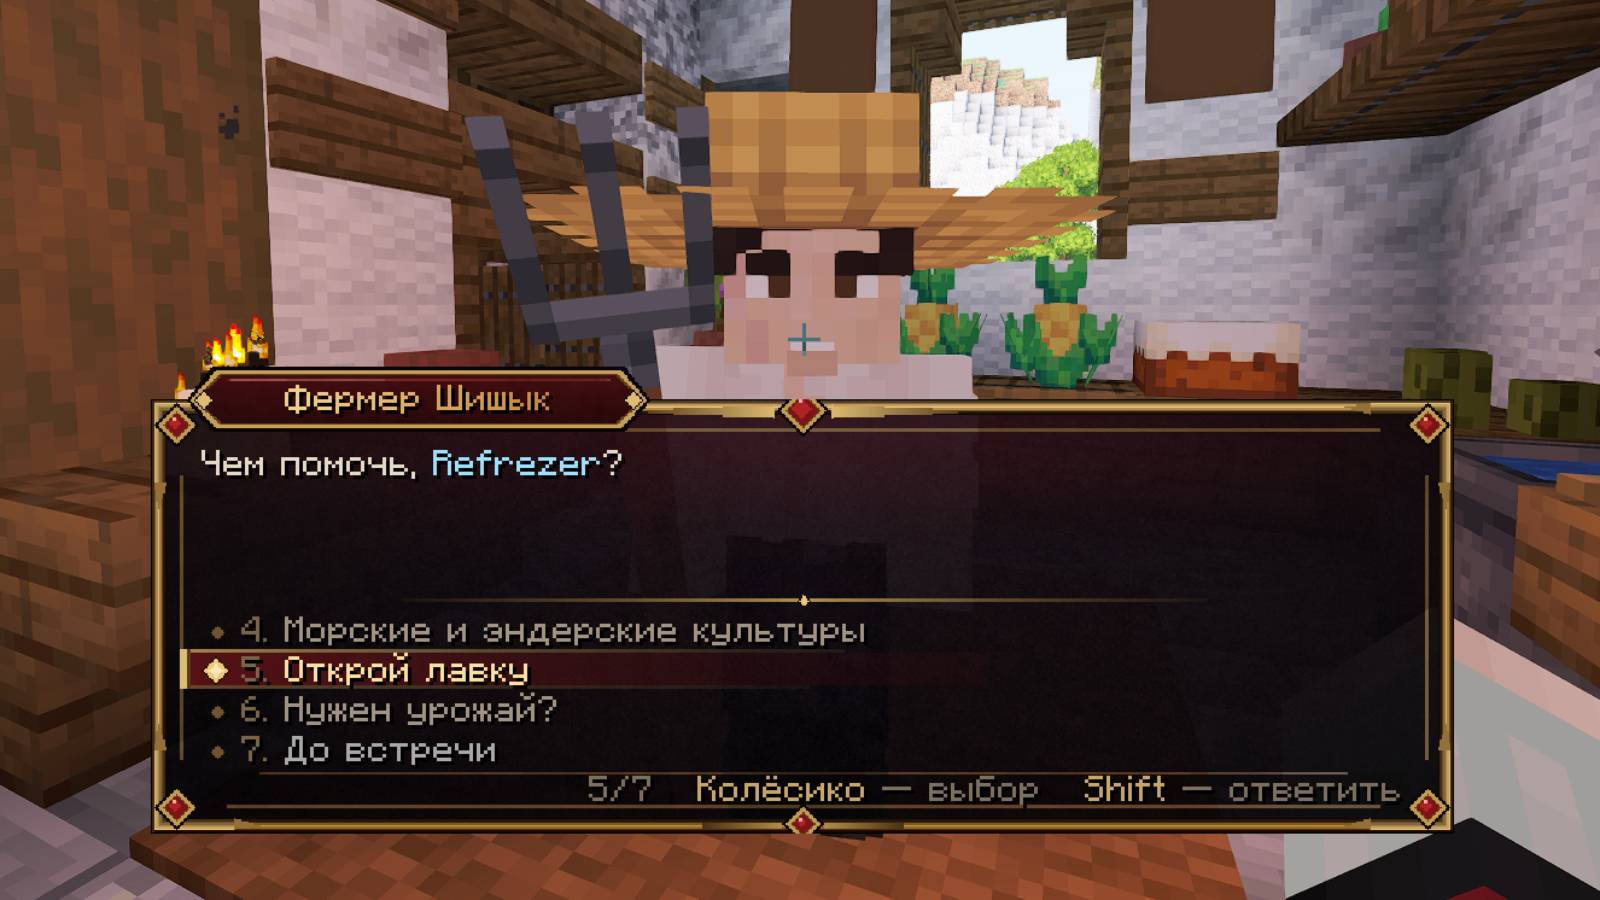 Фермер Шишык
Чем помочь, Refrezer?
4. Морские и эндерские культуры
5. Открой лавку
6. Нужен урожай?
7. До встречи
5/7 Колёсико — выбор Shift — ответить